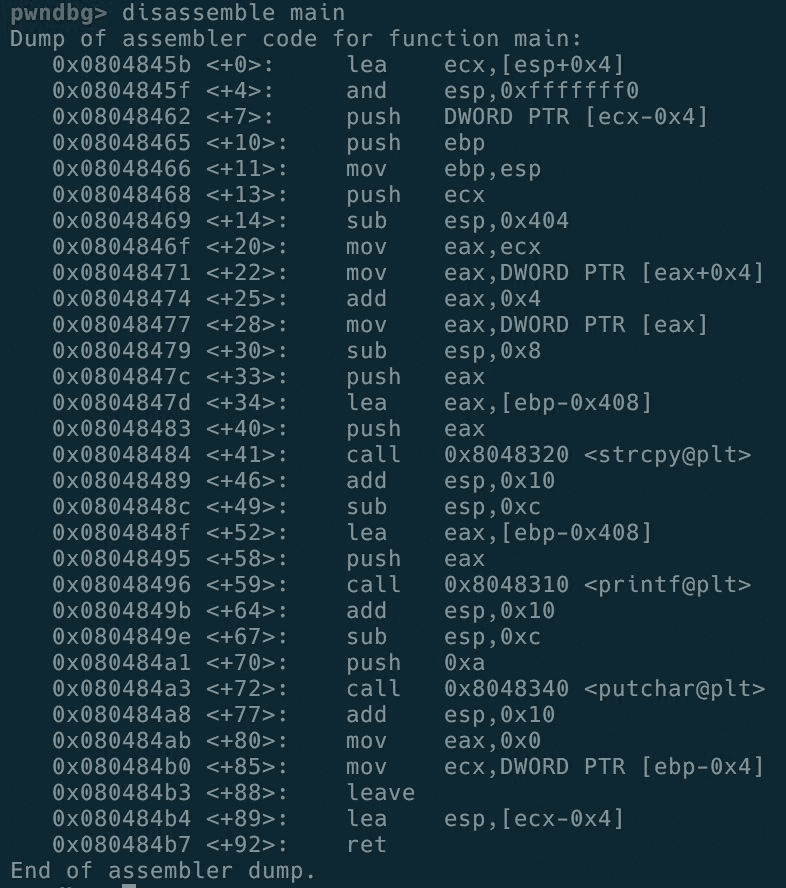 pwndbg> disassemble main
Dump of assembler code for function main:
   0x0804845b <+0>:     lea    ecx,[esp+0x4]
   0x0804845f <+4>:     and    esp,0xfffffff0
   0x08048462 <+7>:     push   DWORD PTR [ecx-0x4]
   0x08048465 <+10>:    push   ebp
   0x08048466 <+11>:    mov    ebp,esp
   0x08048468 <+13>:    push   ecx
   0x08048469 <+14>:    sub    esp,0x404
   0x0804846f <+20>:    mov    eax,ecx
   0x08048471 <+22>:    mov    eax,DWORD PTR [eax+0x4]
   0x08048474 <+25>:    add    eax,0x4
   0x08048477 <+28>:    mov    eax,DWORD PTR [eax]
   0x08048479 <+30>:    sub    esp,0x8
   0x0804847c <+33>:    push   eax
   0x0804847d <+34>:    lea    eax,[ebp-0x408]
   0x08048483 <+40>:    push   eax
   0x08048484 <+41>:    call   0x8048320 <strcpy@plt>
   0x08048489 <+46>:    add    esp,0x10
   0x0804848c <+49>:    sub    esp,0xc
   0x0804848f <+52>:    lea    eax,[ebp-0x408]
   0x08048495 <+58>:    push   eax
   0x08048496 <+59>:    call   0x8048310 <printf@plt>
   0x0804849b <+64>:    add    esp,0x10
   0x0804849e <+67>:    sub    esp,0xc
   0x080484a1 <+70>:    push   0xa
   0x080484a3 <+72>:    call   0x8048340 <putchar@plt>
   0x080484a8 <+77>:    add    esp,0x10
   0x080484ab <+80>:    mov    eax,0x0
   0x080484b0 <+85>:    mov    ecx,DWORD PTR [ebp-0x4]
   0x080484b3 <+88>:    leave
   0x080484b4 <+89>:    lea    esp,[ecx-0x4]
   0x080484b7 <+92>:    ret
End of assembler dump.